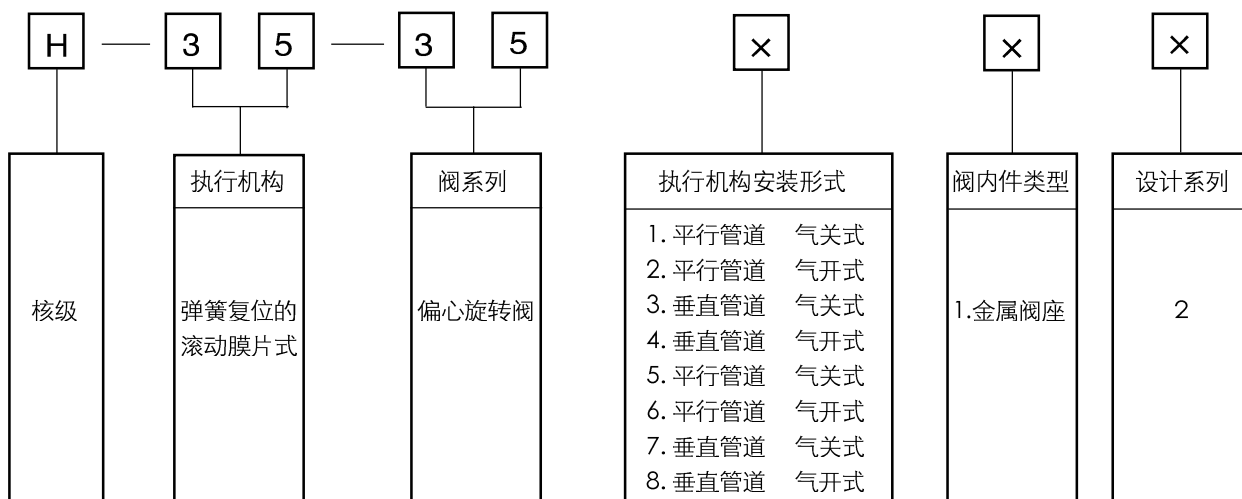 H — 3 5 — 3 5 × × ×
执行机构
阀系列
执行机构安装形式
阀内件类型
设计系列
核级
弹簧复位的
滚动膜片式
偏心旋转阀
1. 平行管道 气关式
2. 平行管道 气开式
3. 垂直管道 气关式
4. 垂直管道 气开式
5. 平行管道 气关式
6. 平行管道 气开式
7. 垂直管道 气关式
8. 垂直管道 气开式
1.金属阀座
2